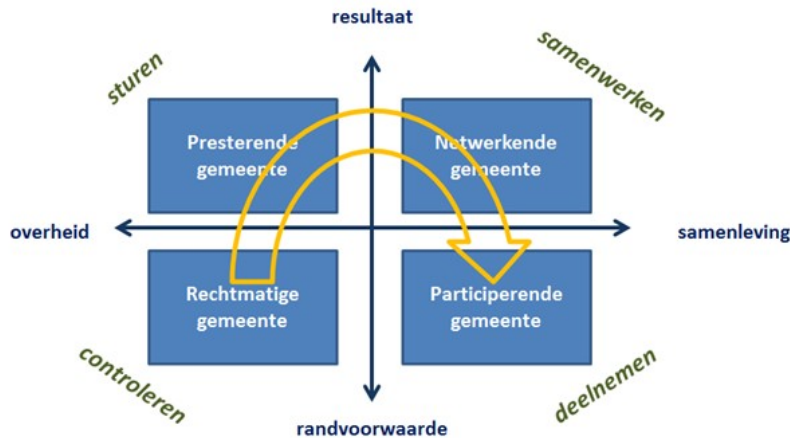 resultaat
sturen
samenwerken
Presterende
gemeente
Netwerkende
gemeente
overheid
samenleving
Rechtmatige
gemeente
Participerende
gemeente
controleren
deelnemen
randvoorwaarde